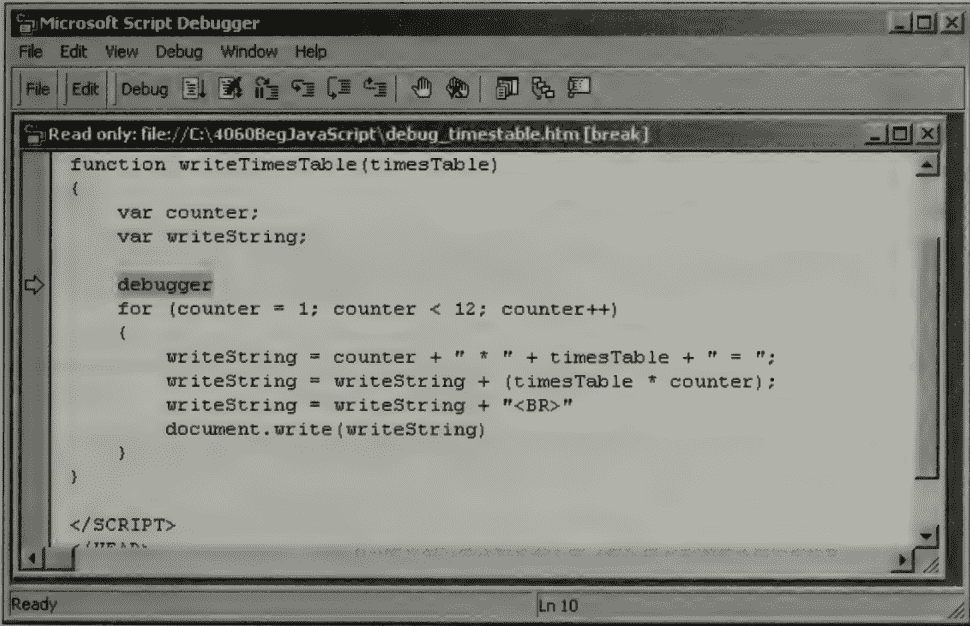 Microsoft Script Debugger
File Edit View Debug Window Help
File Edit Debug
Read only: file://C:\4060BegJavaScript\debug_timestable.htm [break]
function writeTimesTable(timesTable)
{
var counter;
var writeString;
debugger
for (counter = 1; counter < 12; counter++)
{
writeString = counter + " * " + timesTable + " = ";
writeString = writeString + (timesTable * counter);
writeString = writeString + "<BR>"
document.write(writeString)
}
}
</SCRIPT>
</HEAD>
Ready Ln 10